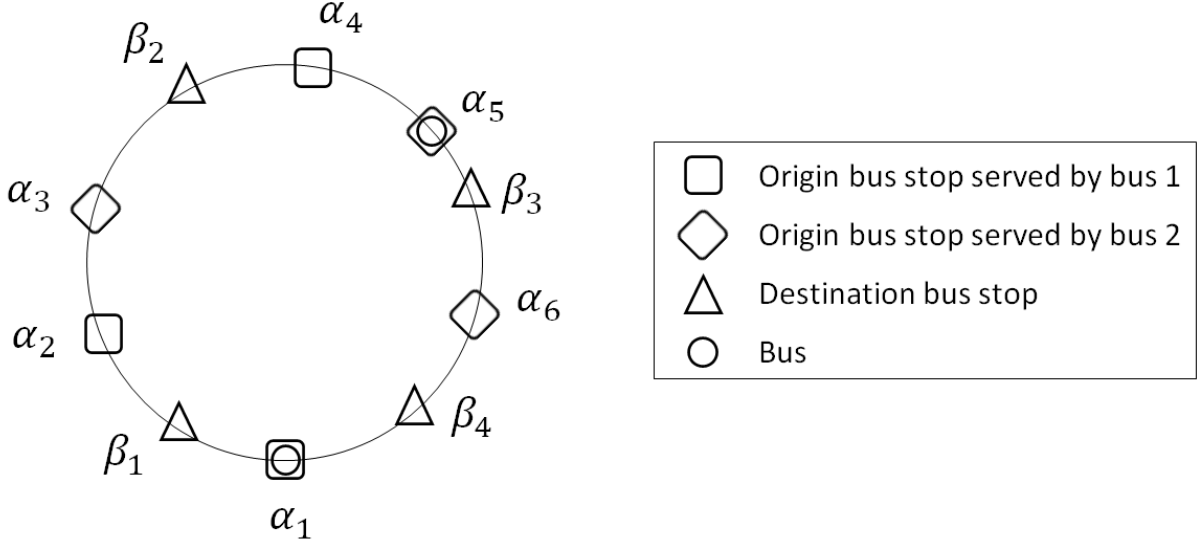 α₄
β₂
α₅
α₃
β₃
α₆
α₂
β₄
β₁
α₁
Origin bus stop served by bus 1
Origin bus stop served by bus 2
Destination bus stop
Bus